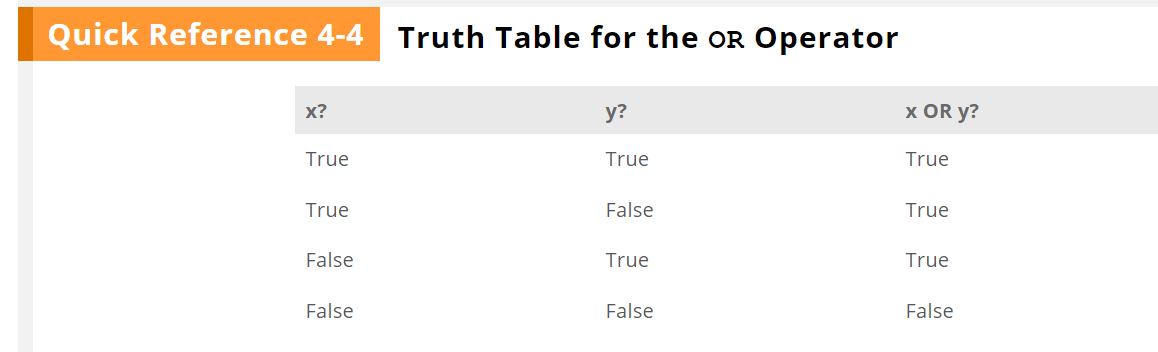 Quick Reference 4-4 Truth Table for the OR Operator
x? y? x OR y?
True True True
True False True
False True True
False False False